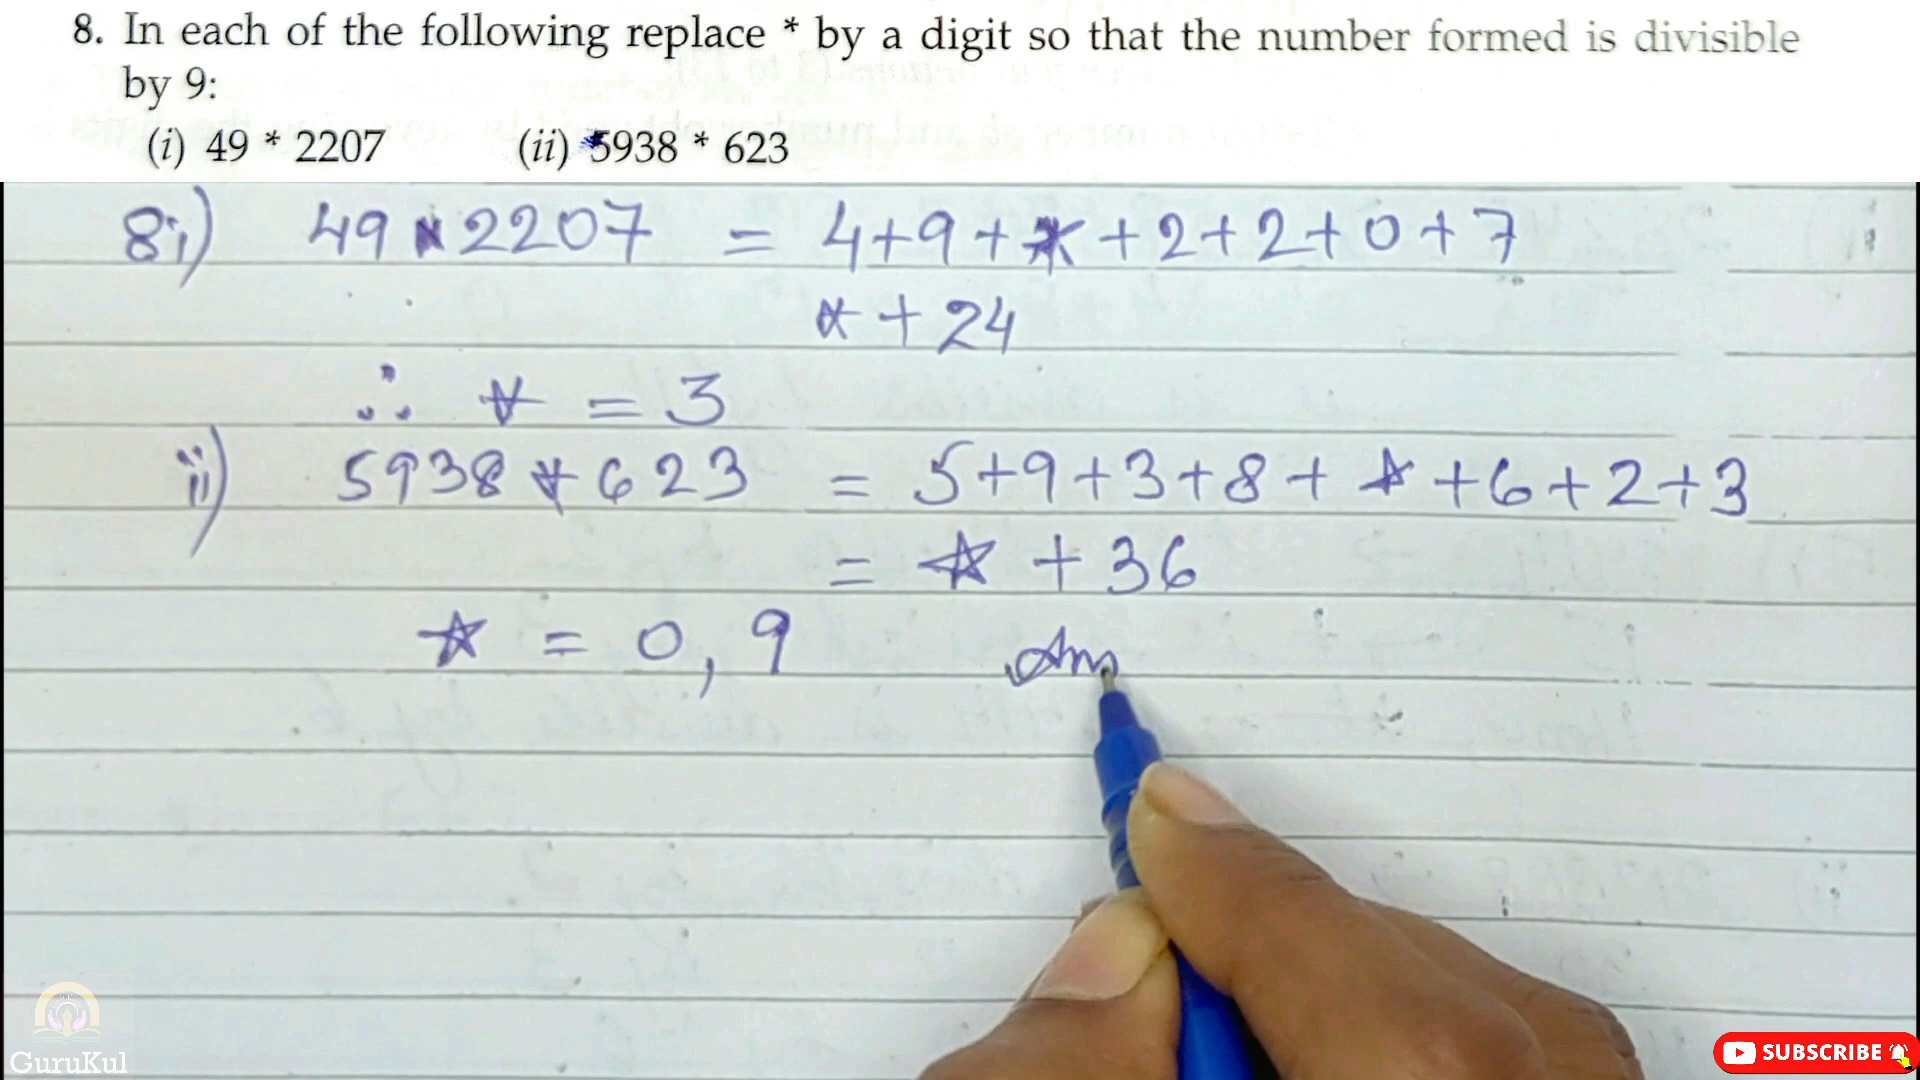 8. In each of the following replace * by a digit so that the number formed is divisible
by 9:
(i) 49 * 2207 (ii) 5938 * 623
8i) 49*2207 = 4+9+*+2+2+0+7
*+24
∴ * = 3
ii) 5938*623 = 5+9+3+8+*+6+2+3
= * + 36
* = 0, 9 Ans
GuruKul
SUBSCRIBE